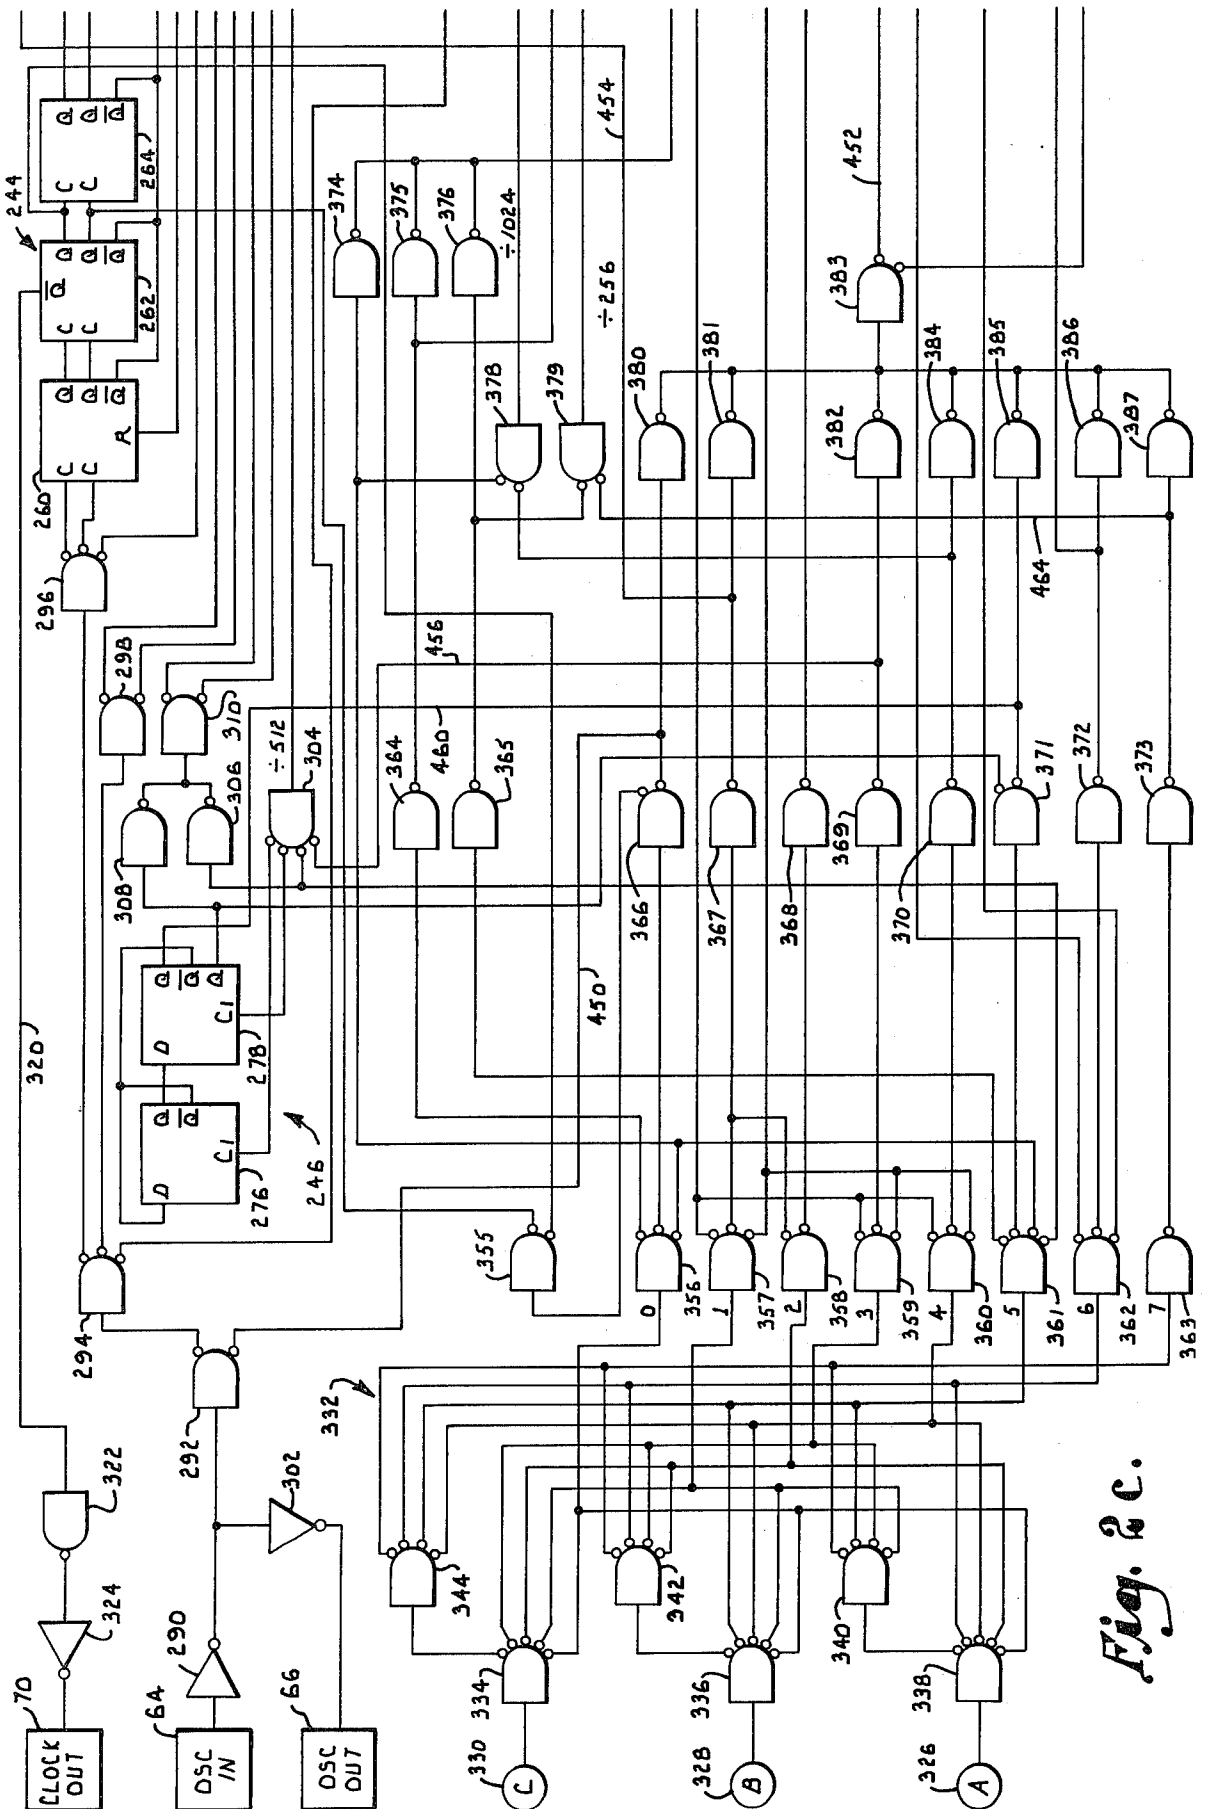 CLOCK
OUT
70
324
322
320
OSC
IN
64
290
OSC
OUT
66
302
292
294
296
298
310
308
306
÷512
304
D
Q
Q̅
C1
276
D
Q
Q̅
Q
C1
278
246
260
C
C
Q
Q
Q̅
R
262
C
C
Q̅
Q
Q
Q̅
244
264
C
C
Q
Q
Q̅
332
C
330
334
344
B
328
336
342
A
326
338
340
355
0
356
1
357
2
358
3
359
4
360
5
361
6
362
7
363
364
365
366
367
368
369
370
371
372
373
450
456
460
464
374
375
376
÷1024
378
379
÷256
454
380
381
382
383
384
385
386
387
452
Fig. 2C.